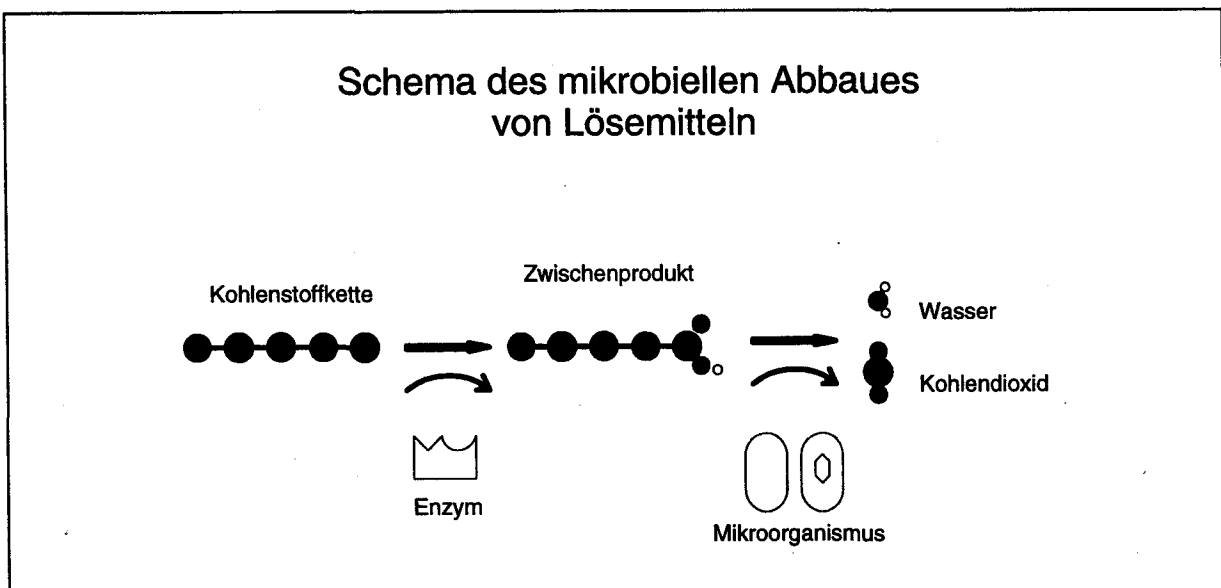 Schema des mikrobiellen Abbaues
von Lösemitteln
Kohlenstoffkette
Zwischenprodukt
Wasser
Kohlendioxid
Enzym
Mikroorganismus